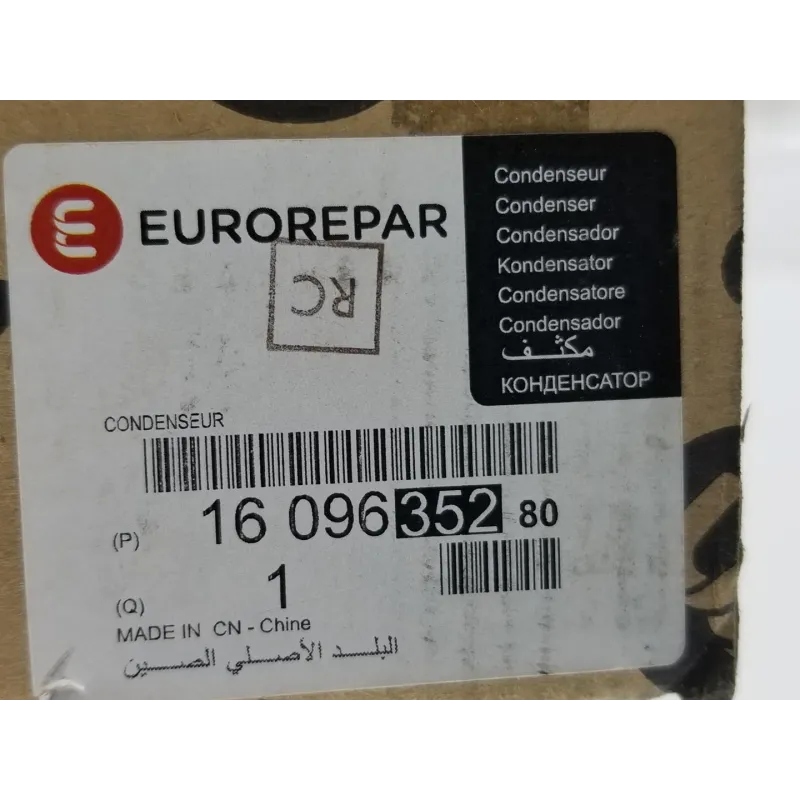 EUROREPAR
RC
Condenseur
Condenser
Condensador
Kondensator
Condensatore
Condensador
مكثف
КОНДЕНСАТОР
CONDENSEUR
(P) 16 096 352 80
(Q) 1
MADE IN CN - Chine
البلد الأصلي الصين